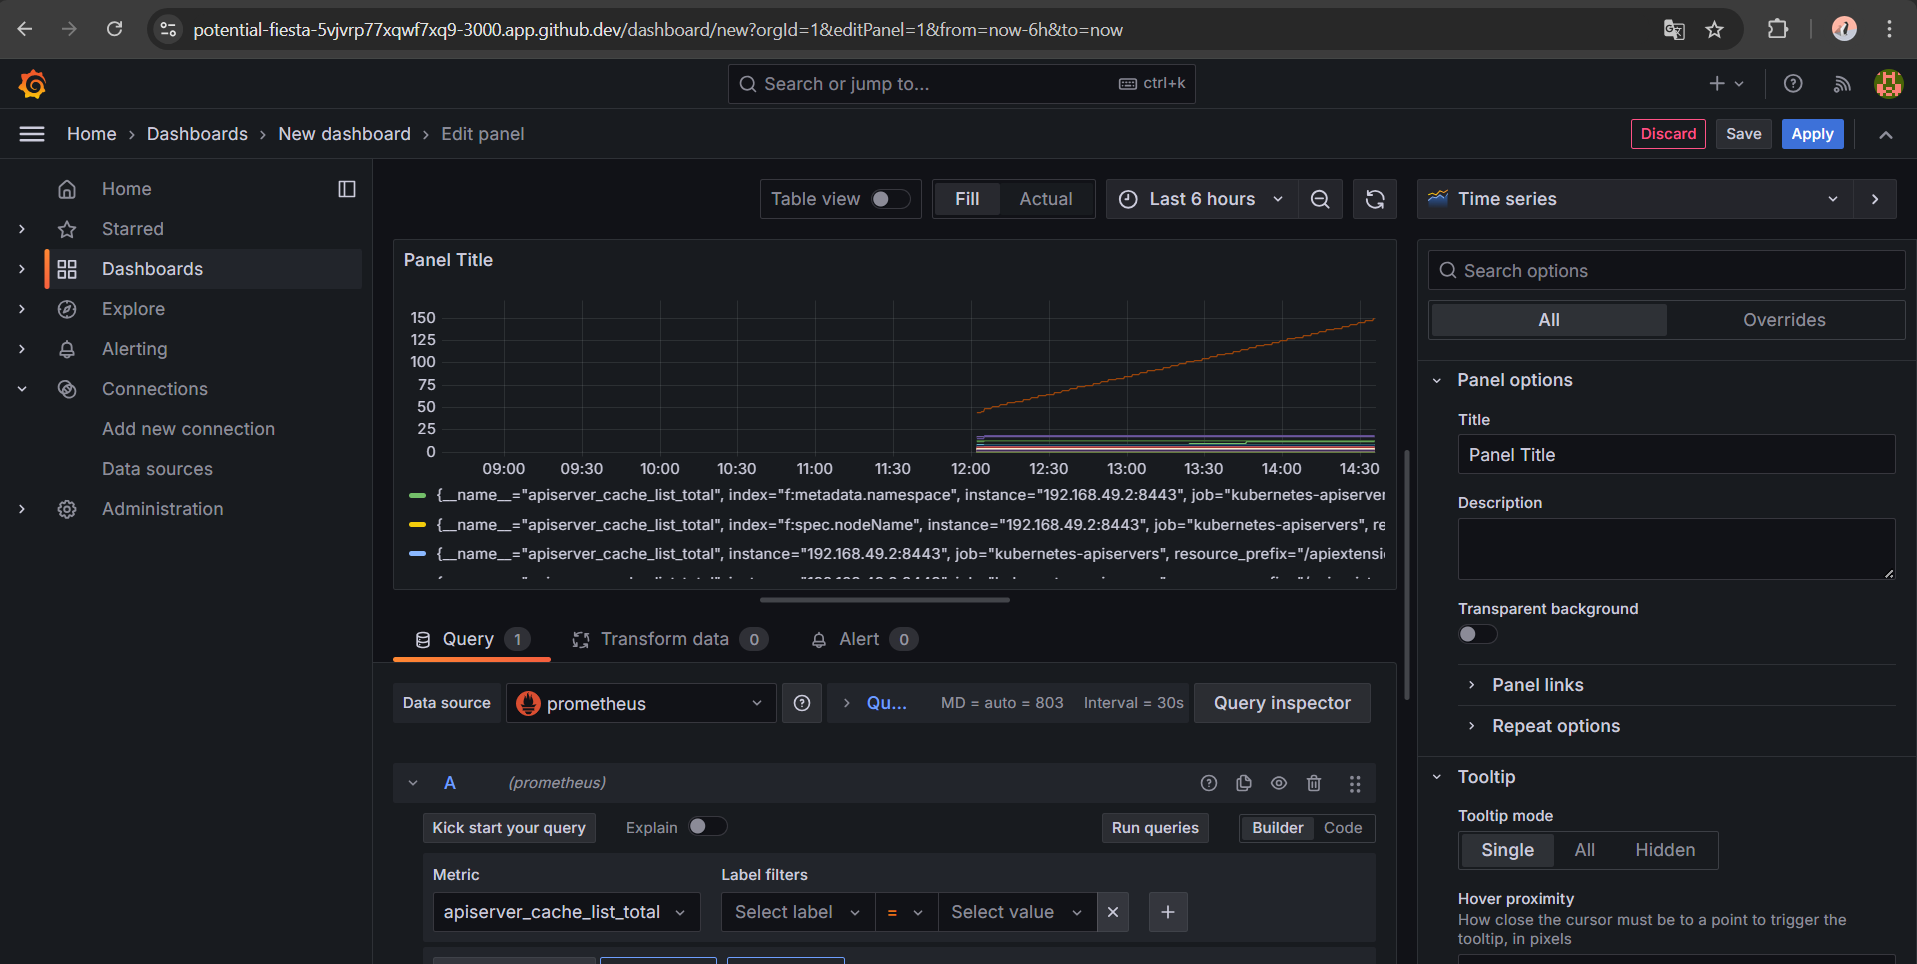 potential-fiesta-5vjvrp77xqwf7xq9-3000.app.github.dev/dashboard/new?orgId=1&editPanel=1&from=now-6h&to=now
Search or jump to... ctrl+k
Home › Dashboards › New dashboard › Edit panel
Discard Save Apply
Home
Starred
Dashboards
Explore
Alerting
Connections
Add new connection
Data sources
Administration
Table view Fill Actual Last 6 hours
Panel Title
150
125
100
75
50
25
0
09:00 09:30 10:00 10:30 11:00 11:30 12:00 12:30 13:00 13:30 14:00 14:30
{__name__="apiserver_cache_list_total", index="f:metadata.namespace", instance="192.168.49.2:8443", job="kubernetes-apiserver
{__name__="apiserver_cache_list_total", index="f:spec.nodeName", instance="192.168.49.2:8443", job="kubernetes-apiservers", re
{__name__="apiserver_cache_list_total", instance="192.168.49.2:8443", job="kubernetes-apiservers", resource_prefix="/apiextensi
Query 1 Transform data 0 Alert 0
Data source prometheus Qu... MD = auto = 803 Interval = 30s Query inspector
A (prometheus)
Kick start your query Explain Run queries Builder Code
Metric Label filters
apiserver_cache_list_total Select label = Select value
Time series
Search options
All Overrides
Panel options
Title
Panel Title
Description
Transparent background
Panel links
Repeat options
Tooltip
Tooltip mode
Single All Hidden
Hover proximity
How close the cursor must be to a point to trigger the
tooltip, in pixels